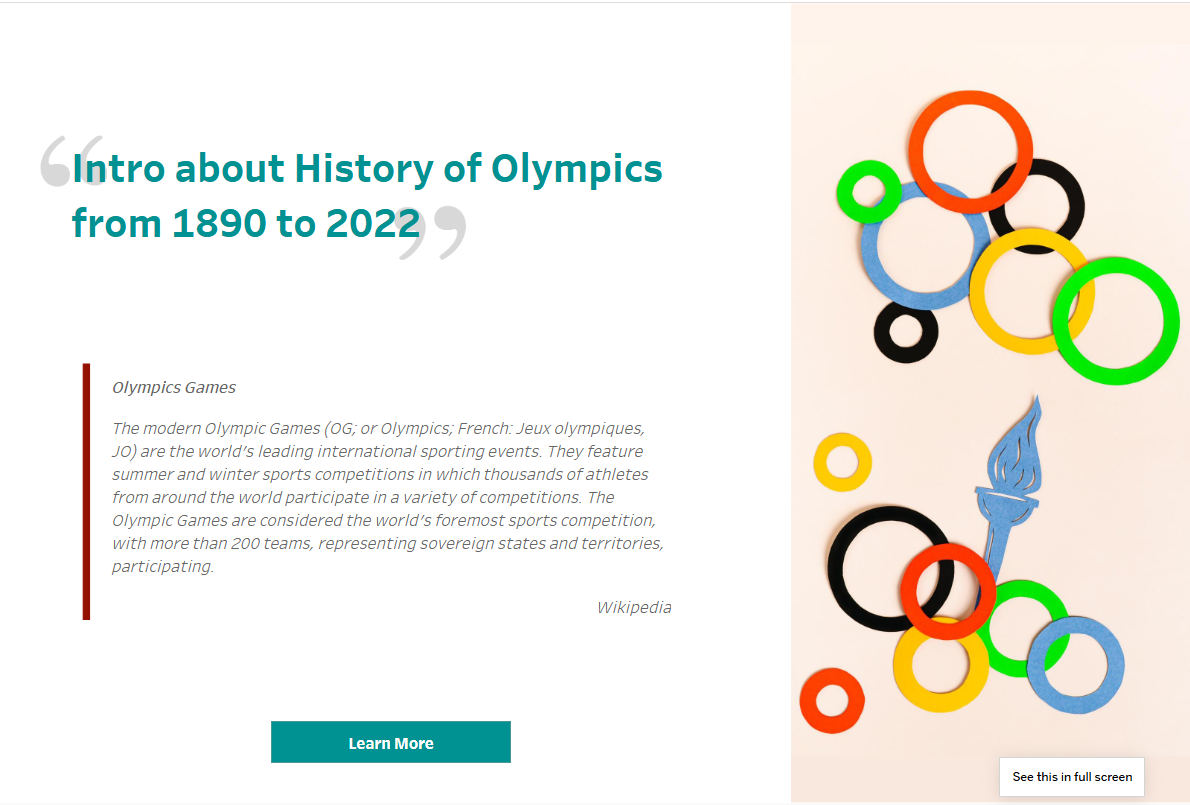 “Intro about History of Olympics
from 1890 to 2022”
Olympics Games
The modern Olympic Games (OG; or Olympics; French: Jeux olympiques,
JO) are the world’s leading international sporting events. They feature
summer and winter sports competitions in which thousands of athletes
from around the world participate in a variety of competitions. The
Olympic Games are considered the world’s foremost sports competition,
with more than 200 teams, representing sovereign states and territories,
participating.
Wikipedia
Learn More
See this in full screen